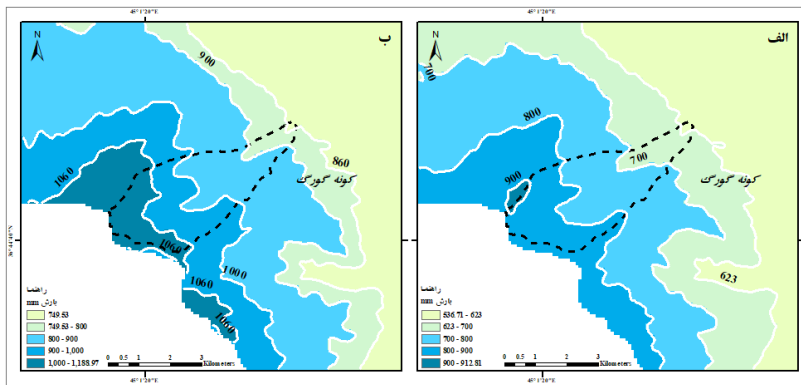 45°1'20"E
45°1'20"E
36°44'40"N
ب
N
900
860
کونه گورگ
1060
1060
1000
1060
1060
راهنما
بارش mm
749.53
749.53 - 800
800 - 900
900 - 1,000
1,000 - 1,188.97
0 0.5 1 2 3
Kilometers
45°1'20"E
الف
N
700
800
700
900
کونه گورگ
623
راهنما
بارش mm
536.71 - 623
623 - 700
700 - 800
800 - 900
900 - 912.81
0 0.5 1 2 3
Kilometers
45°1'20"E